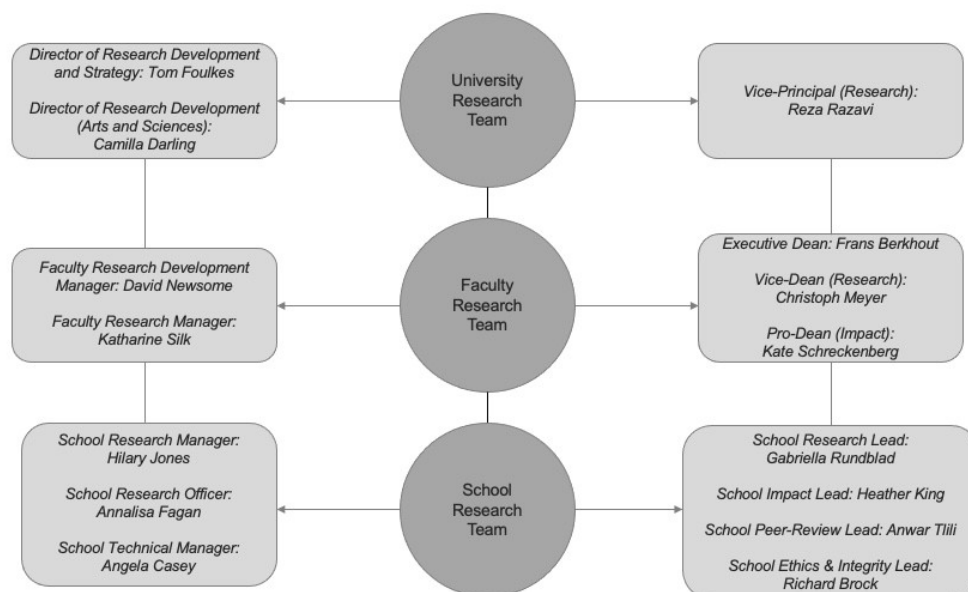 Director of Research Development
and Strategy: Tom Foulkes
Director of Research Development
(Arts and Sciences):
Camilla Darling
University
Research
Team
Vice-Principal (Research):
Reza Razavi
Faculty Research Development
Manager: David Newsome
Faculty Research Manager:
Katharine Silk
Faculty
Research
Team
Executive Dean: Frans Berkhout
Vice-Dean (Research):
Christoph Meyer
Pro-Dean (Impact):
Kate Schreckenberg
School Research Manager:
Hilary Jones
School Research Officer:
Annalisa Fagan
School Technical Manager:
Angela Casey
School
Research
Team
School Research Lead:
Gabriella Rundblad
School Impact Lead: Heather King
School Peer-Review Lead: Anwar Tlili
School Ethics & Integrity Lead:
Richard Brock